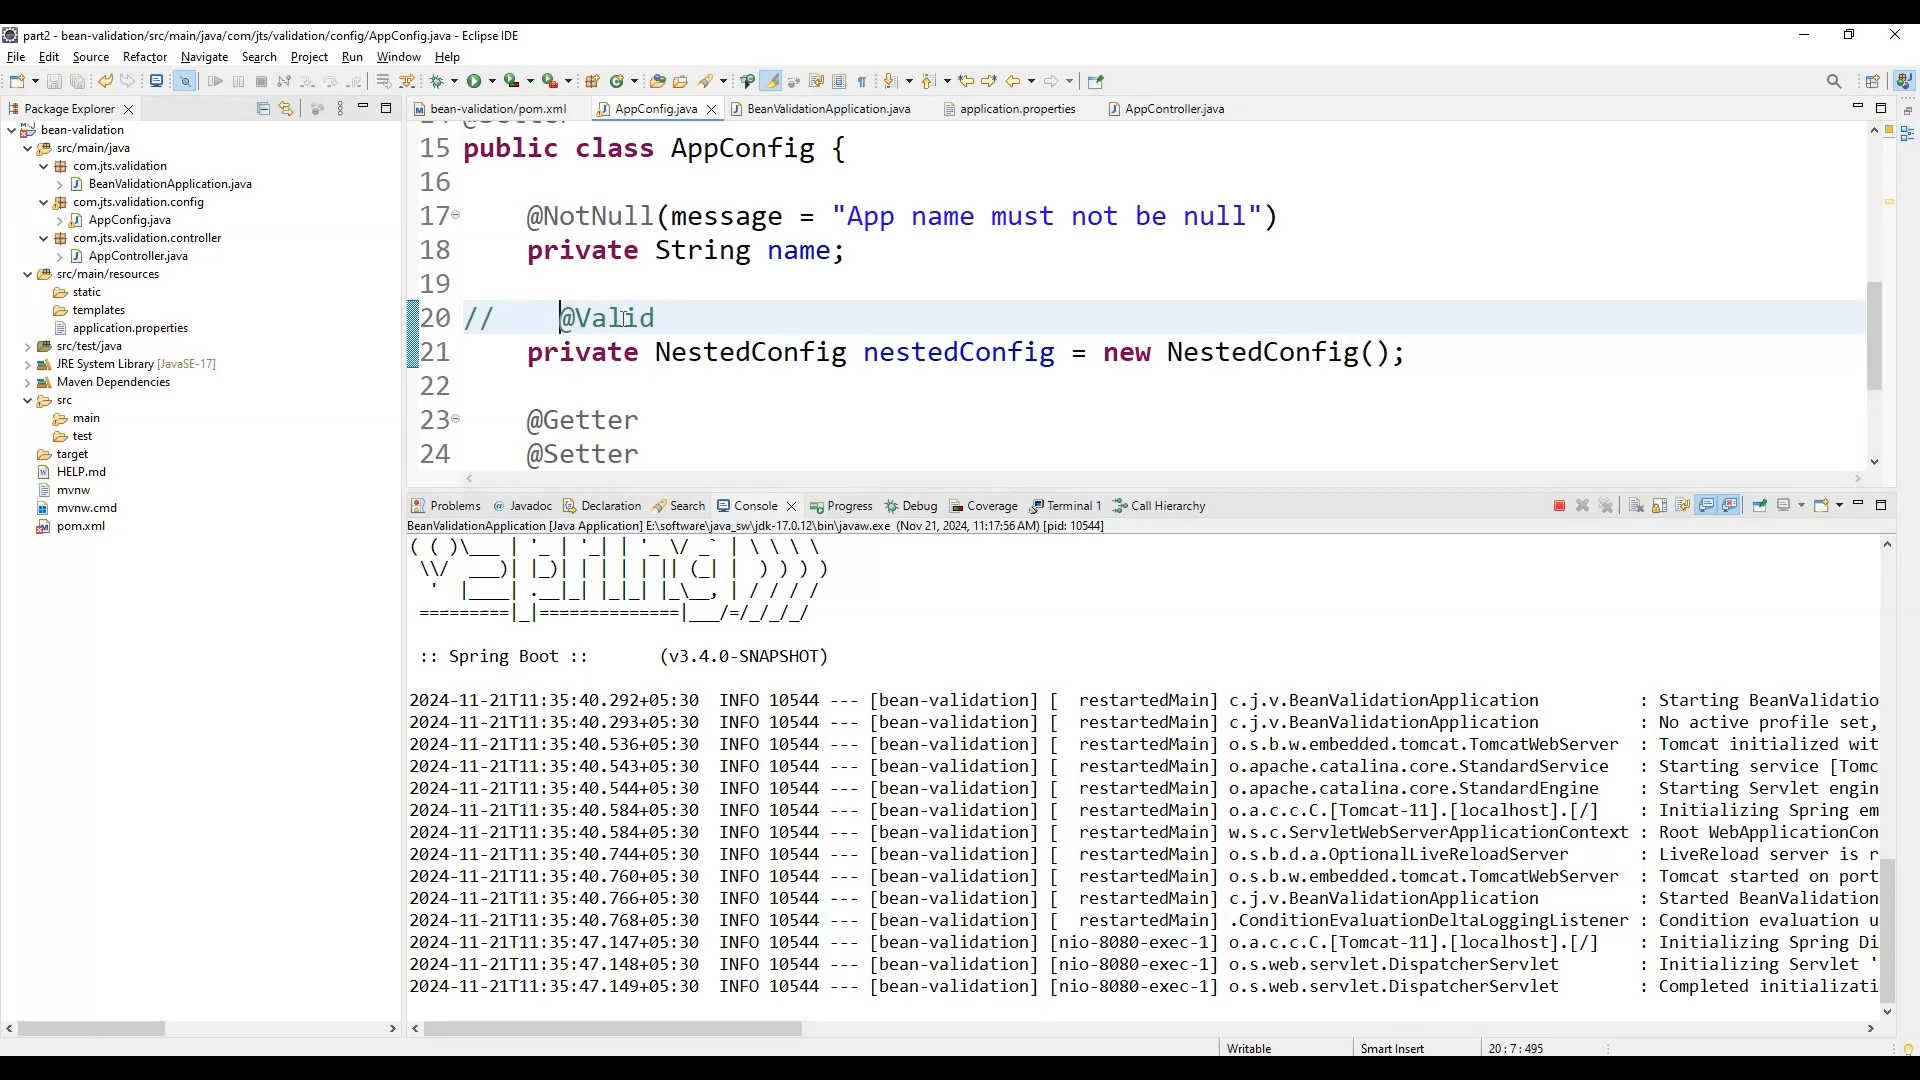 part2 - bean-validation/src/main/java/com/jts/validation/config/AppConfig.java - Eclipse IDE
File Edit Source Refactor Navigate Search Project Run Window Help
Package Explorer
bean-validation/pom.xml AppConfig.java BeanValidationApplication.java application.properties AppController.java
bean-validation
src/main/java
com.jts.validation
BeanValidationApplication.java
com.jts.validation.config
AppConfig.java
com.jts.validation.controller
AppController.java
src/main/resources
static
templates
application.properties
src/test/java
JRE System Library [JavaSE-17]
Maven Dependencies
src
main
test
target
HELP.md
mvnw
mvnw.cmd
pom.xml
15 public class AppConfig {
16
17 @NotNull(message = "App name must not be null")
18 private String name;
19
20 // @Valid
21 private NestedConfig nestedConfig = new NestedConfig();
22
23 @Getter
24 @Setter
Problems @ Javadoc Declaration Search Console Progress Debug Coverage Terminal 1 Call Hierarchy
BeanValidationApplication [Java Application] E:\software\java_sw\jdk-17.0.12\bin\javaw.exe (Nov 21, 2024, 11:17:56 AM) [pid: 10544]
( ( )\___ | '_ | '_| | '_ \/ _` | \ \ \ \
\\/ ___)| |_)| | | | | || (_| | ) ) ) )
' |____| .__|_| |_|_| |_\__, | / / / /
=========|_|==============|___/=/_/_/_/
:: Spring Boot :: (v3.4.0-SNAPSHOT)
2024-11-21T11:35:40.292+05:30 INFO 10544 --- [bean-validation] [ restartedMain] c.j.v.BeanValidationApplication : Starting BeanValidatio
2024-11-21T11:35:40.293+05:30 INFO 10544 --- [bean-validation] [ restartedMain] c.j.v.BeanValidationApplication : No active profile set,
2024-11-21T11:35:40.536+05:30 INFO 10544 --- [bean-validation] [ restartedMain] o.s.b.w.embedded.tomcat.TomcatWebServer : Tomcat initialized wit
2024-11-21T11:35:40.543+05:30 INFO 10544 --- [bean-validation] [ restartedMain] o.apache.catalina.core.StandardService : Starting service [Tomc
2024-11-21T11:35:40.544+05:30 INFO 10544 --- [bean-validation] [ restartedMain] o.apache.catalina.core.StandardEngine : Starting Servlet engin
2024-11-21T11:35:40.584+05:30 INFO 10544 --- [bean-validation] [ restartedMain] o.a.c.c.C.[Tomcat-11].[localhost].[/] : Initializing Spring em
2024-11-21T11:35:40.584+05:30 INFO 10544 --- [bean-validation] [ restartedMain] w.s.c.ServletWebServerApplicationContext : Root WebApplicationCon
2024-11-21T11:35:40.744+05:30 INFO 10544 --- [bean-validation] [ restartedMain] o.s.b.d.a.OptionalLiveReloadServer : LiveReload server is r
2024-11-21T11:35:40.760+05:30 INFO 10544 --- [bean-validation] [ restartedMain] o.s.b.w.embedded.tomcat.TomcatWebServer : Tomcat started on port
2024-11-21T11:35:40.766+05:30 INFO 10544 --- [bean-validation] [ restartedMain] c.j.v.BeanValidationApplication : Started BeanValidation
2024-11-21T11:35:40.768+05:30 INFO 10544 --- [bean-validation] [ restartedMain] .ConditionEvaluationDeltaLoggingListener : Condition evaluation u
2024-11-21T11:35:47.147+05:30 INFO 10544 --- [bean-validation] [nio-8080-exec-1] o.a.c.c.C.[Tomcat-11].[localhost].[/] : Initializing Spring Di
2024-11-21T11:35:47.148+05:30 INFO 10544 --- [bean-validation] [nio-8080-exec-1] o.s.web.servlet.DispatcherServlet : Initializing Servlet '
2024-11-21T11:35:47.149+05:30 INFO 10544 --- [bean-validation] [nio-8080-exec-1] o.s.web.servlet.DispatcherServlet : Completed initializati
Writable Smart Insert 20 : 7 : 495